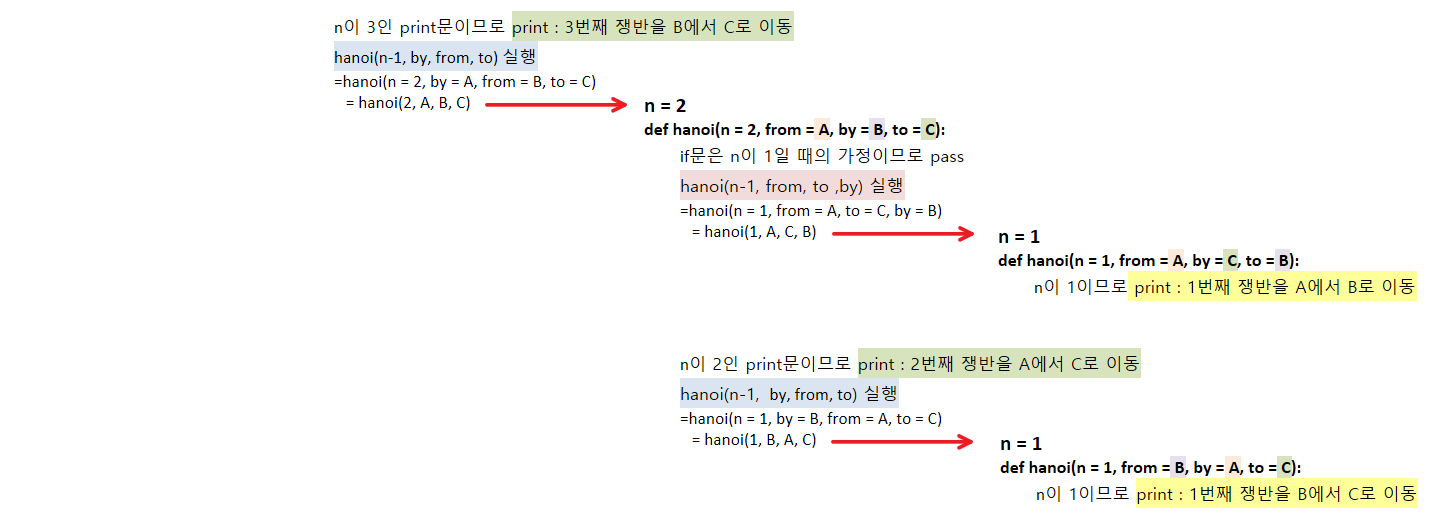 n이 3인 print문이므로 print : 3번째 쟁반을 B에서 C로 이동
hanoi(n-1, by, from, to) 실행
=hanoi(n = 2, by = A, from = B, to = C)
= hanoi(2, A, B, C)
n = 2
def hanoi(n = 2, from = A, by = B, to = C):
if문은 n이 1일 때의 가정이므로 pass
hanoi(n-1, from, to ,by) 실행
=hanoi(n = 1, from = A, to = C, by = B)
= hanoi(1, A, C, B)
n = 1
def hanoi(n = 1, from = A, by = C, to = B):
n이 1이므로 print : 1번째 쟁반을 A에서 B로 이동
n이 2인 print문이므로 print : 2번째 쟁반을 A에서 C로 이동
hanoi(n-1,  by, from, to) 실행
=hanoi(n = 1, by = B, from = A, to = C)
= hanoi(1, B, A, C)
n = 1
def hanoi(n = 1, from = B, by = A, to = C):
n이 1이므로 print : 1번째 쟁반을 B에서 C로 이동